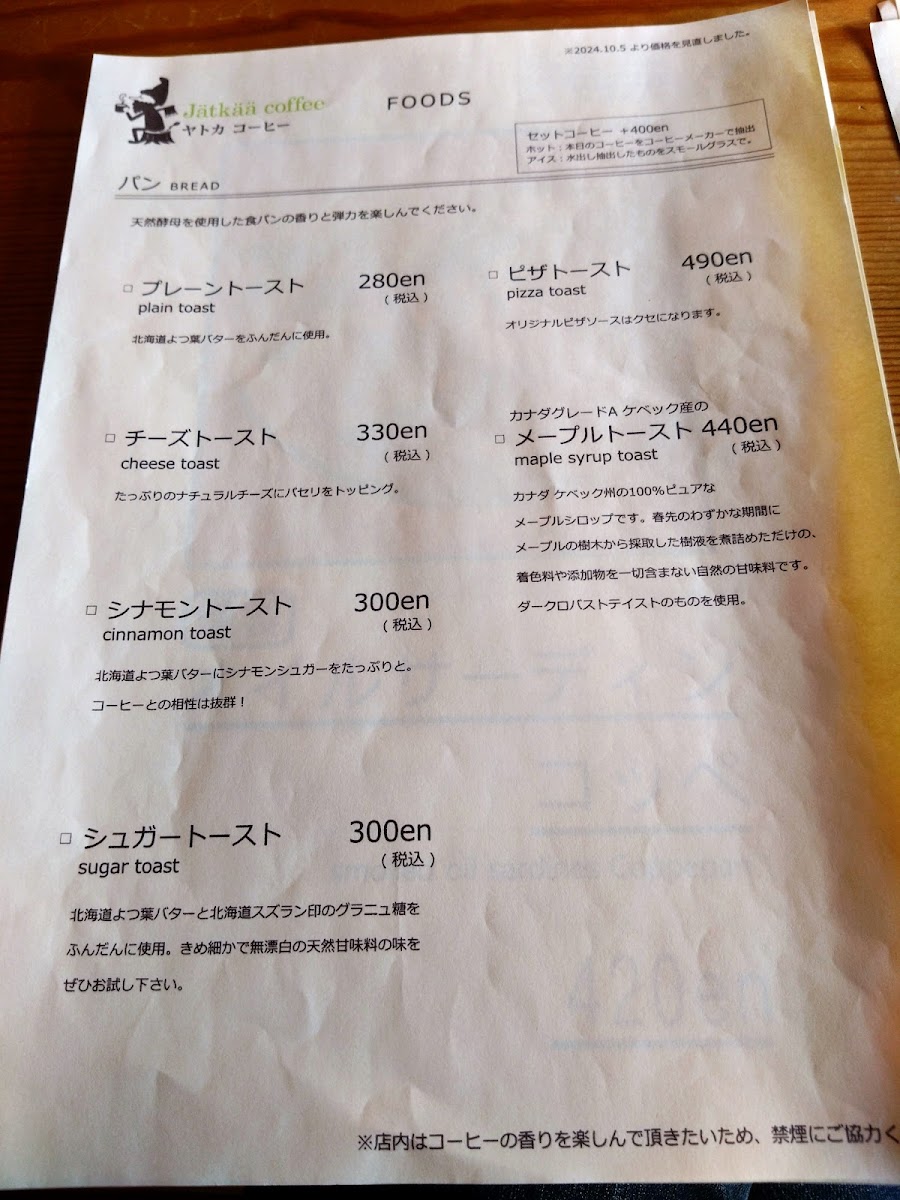 ※2024.10.5 より価格を見直しました。
Jätkää coffee
ヤトカ コーヒー
FOODS
セットコーヒー +400en
ホット：本日のコーヒーをコーヒーメーカーで抽出
アイス：水出し抽出したものをスモールグラスで。
パン BREAD
天然酵母を使用した食パンの香りと弾力を楽しんでください。
□ プレーントースト 280en
plain toast （税込）
北海道よつ葉バターをふんだんに使用。
□ チーズトースト 330en
cheese toast （税込）
たっぷりのナチュラルチーズにパセリをトッピング。
□ シナモントースト 300en
cinnamon toast （税込）
北海道よつ葉バターにシナモンシュガーをたっぷりと。
コーヒーとの相性は抜群！
□ シュガートースト 300en
sugar toast （税込）
北海道よつ葉バターと北海道スズラン印のグラニュ糖を
ふんだんに使用。きめ細かで無漂白の天然甘味料の味を
ぜひお試し下さい。
□ ピザトースト 490en
pizza toast （税込）
オリジナルピザソースはクセになります。
カナダグレードA ケベック産の
□ メープルトースト 440en
maple syrup toast （税込）
カナダ ケベック州の100%ピュアな
メープルシロップです。春先のわずかな期間に
メープルの樹木から採取した樹液を煮詰めただけの、
着色料や添加物を一切含まない自然の甘味料です。
ダークロバストテイストのものを使用。
※店内はコーヒーの香りを楽しんで頂きたいため、禁煙にご協力く